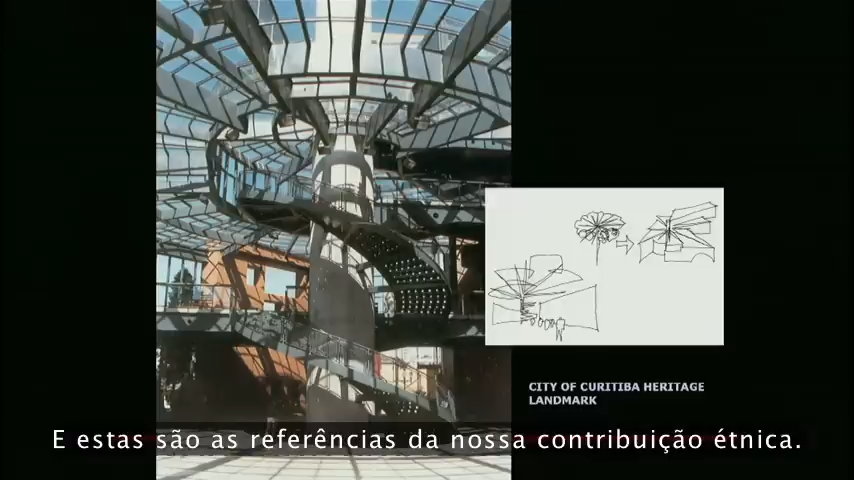 CITY OF CURITIBA HERITAGE
LANDMARK
E estas são as referências da nossa contribuição étnica.